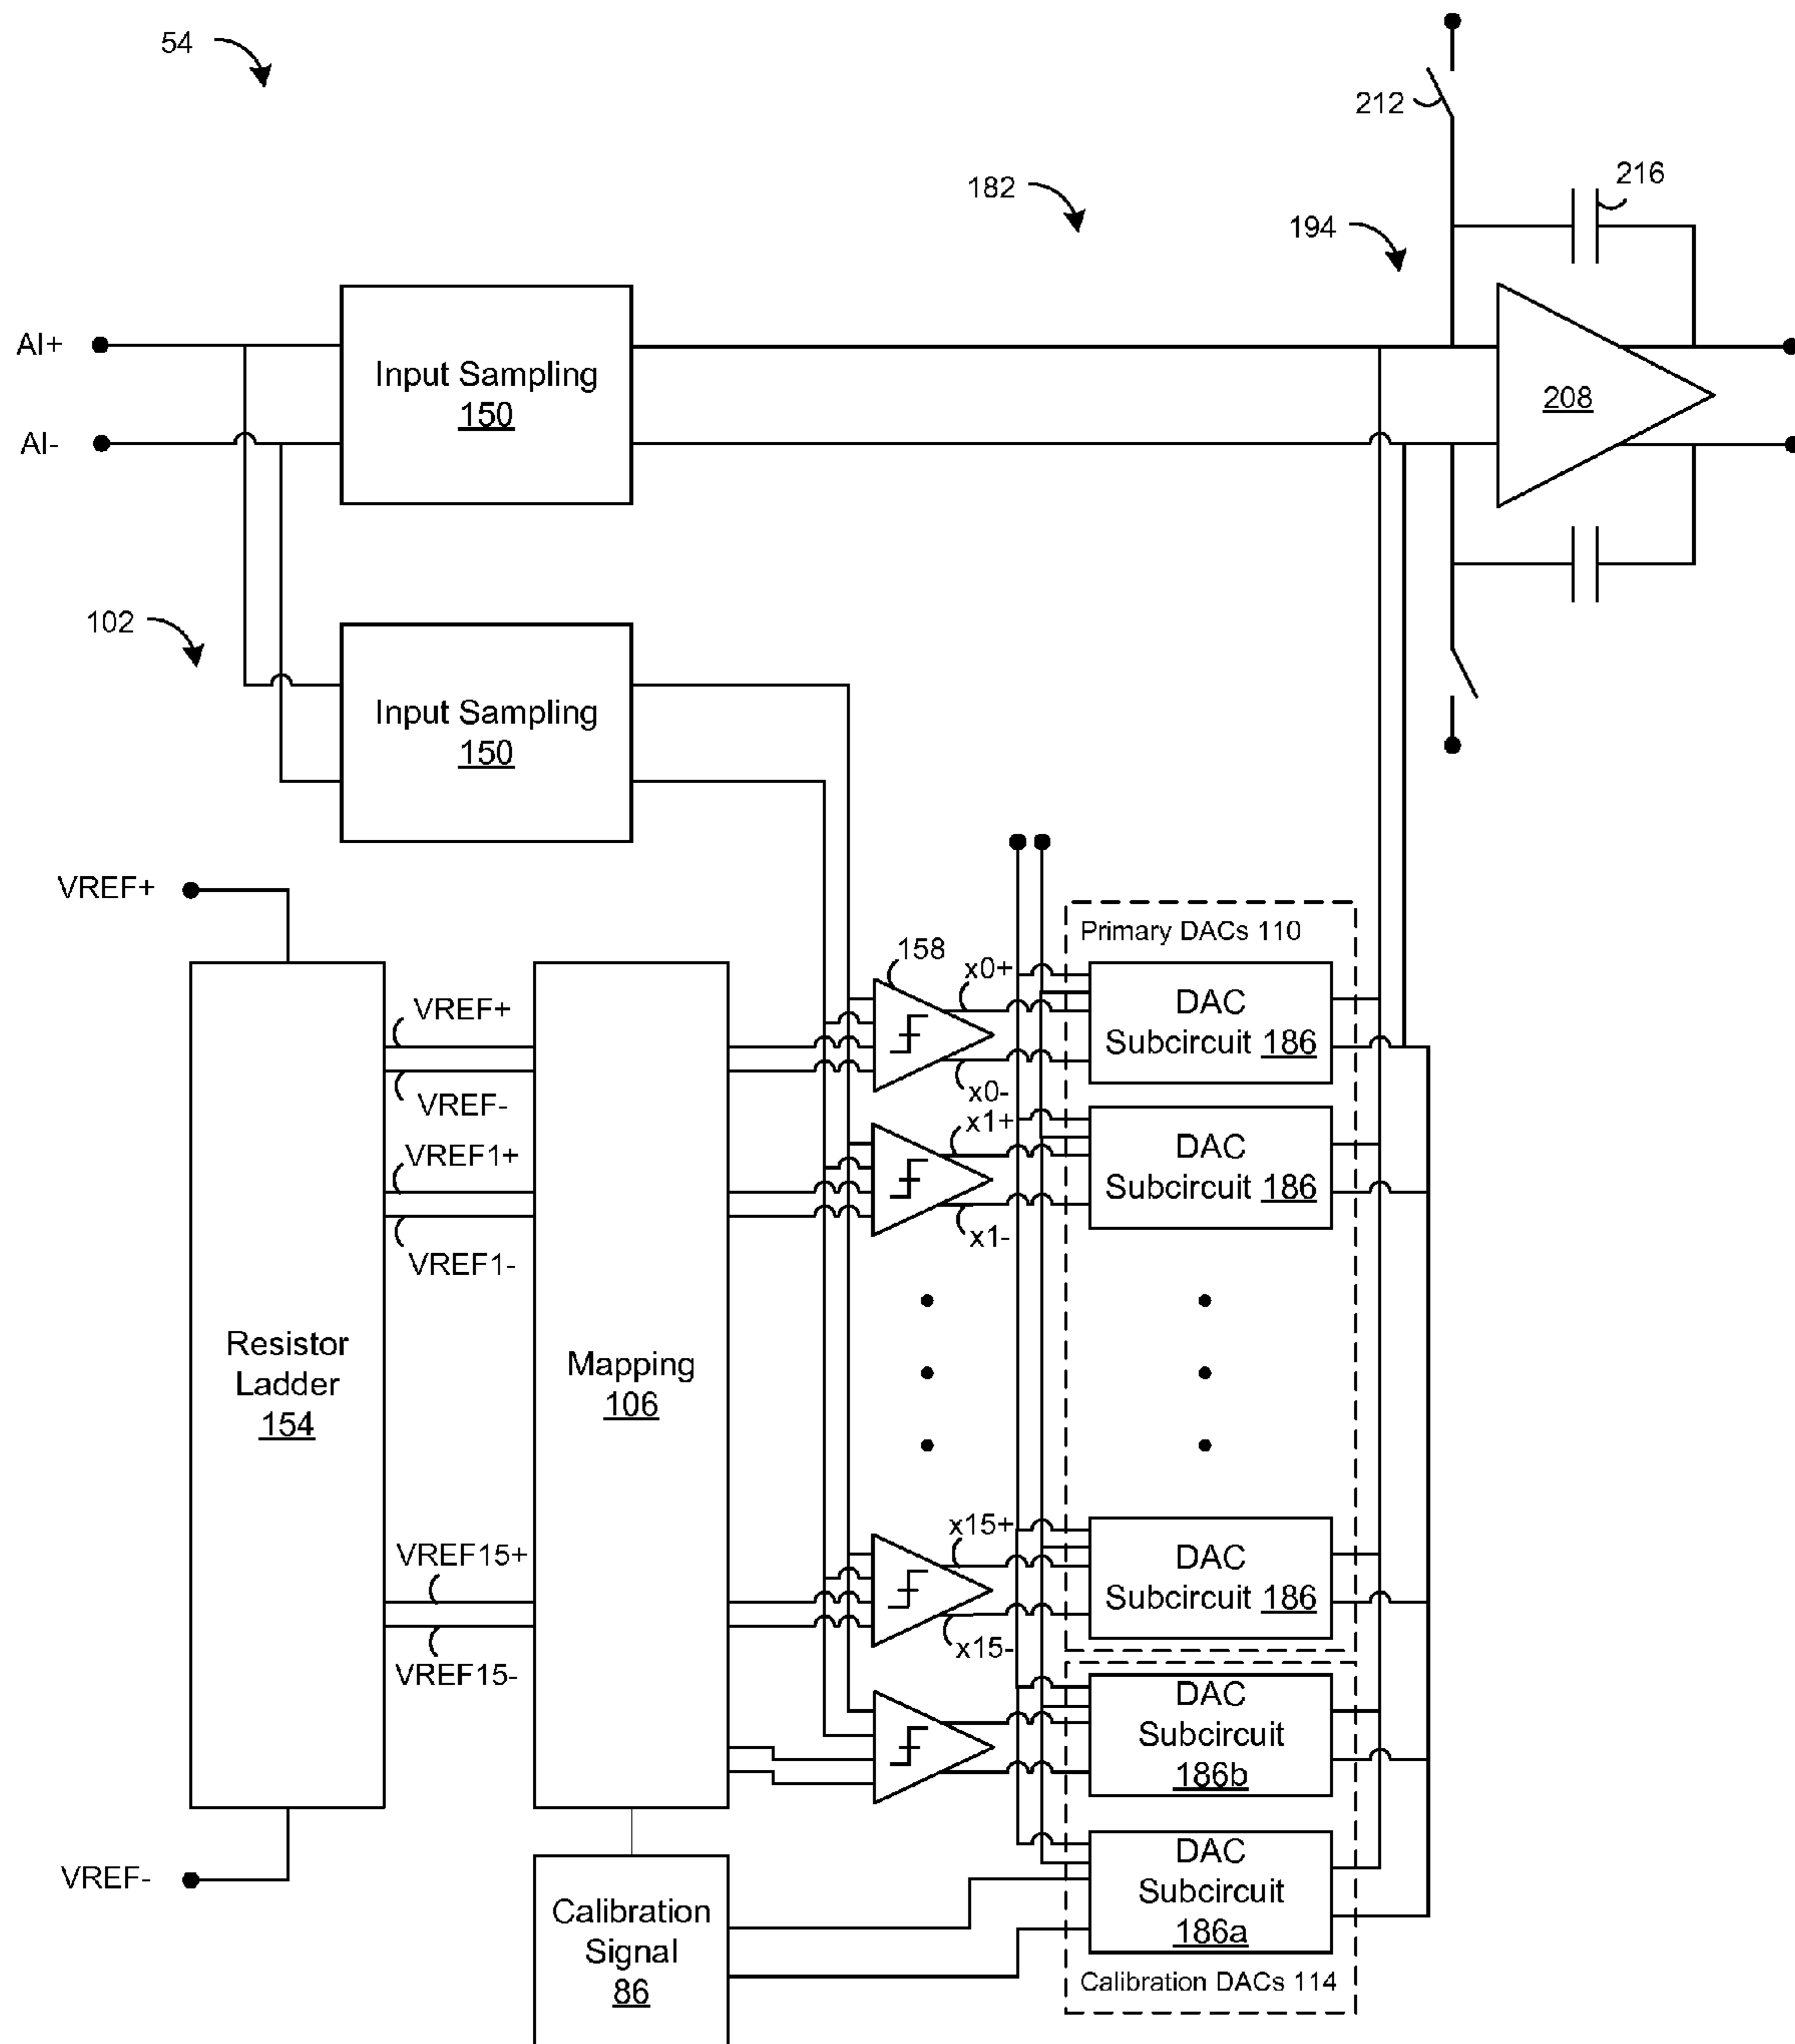 54
212
216
182
194
AI+
Input Sampling
150
208
AI-
102
Input Sampling
150
VREF+
Primary DACs 110
158
x0+
DAC
Subcircuit 186
VREF+
x0-
VREF-
x1+
DAC
Subcircuit 186
VREF1+
x1-
VREF1-
Resistor
Ladder
154
Mapping
106
x15+
DAC
Subcircuit 186
VREF15+
x15-
VREF15-
DAC
Subcircuit
186b
VREF-
DAC
Subcircuit
186a
Calibration
Signal
86
Calibration DACs 114